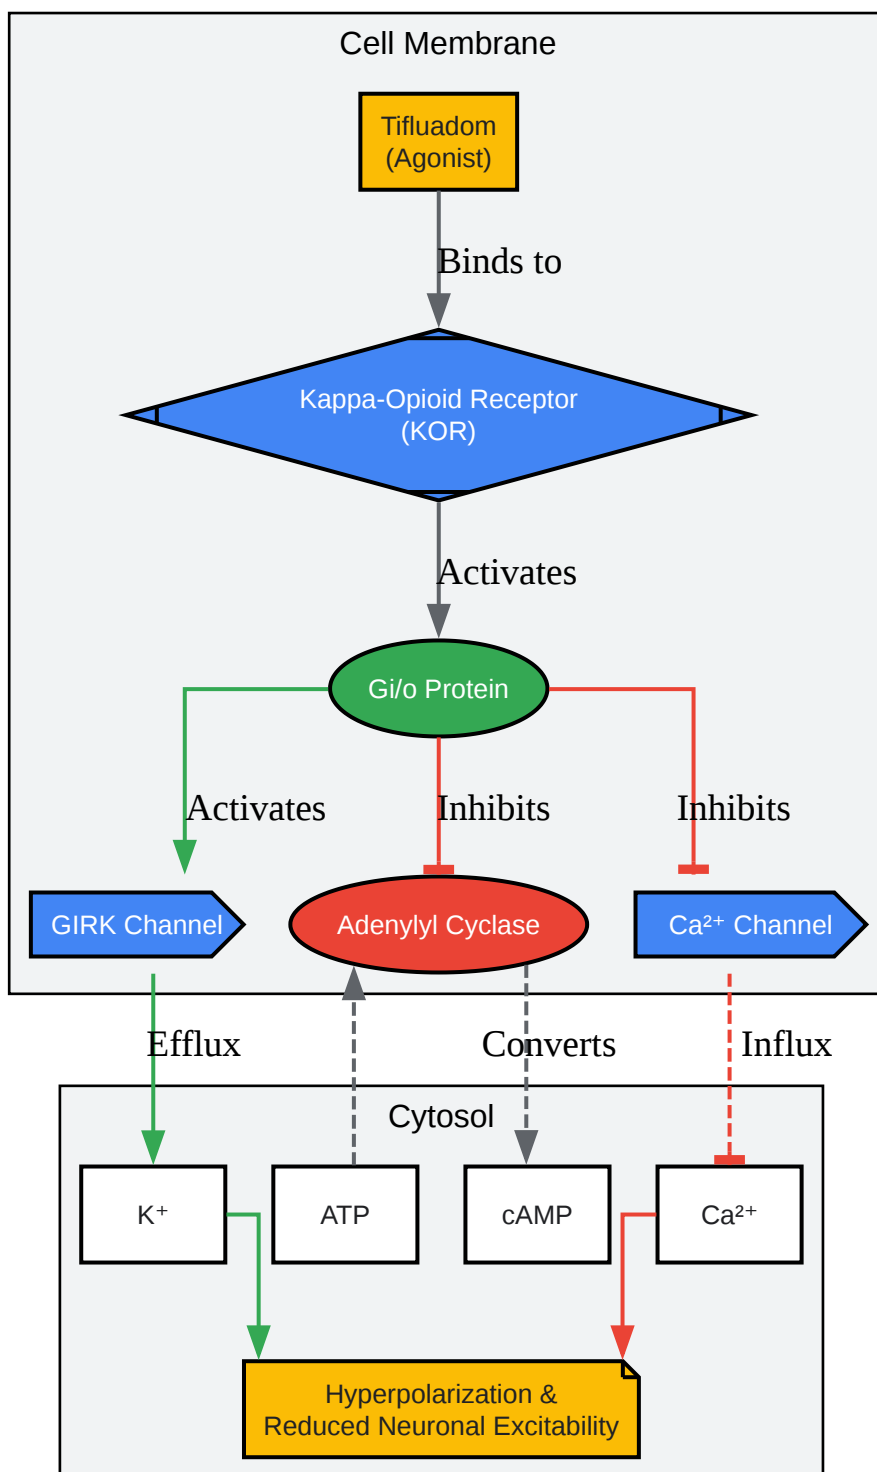 Cell Membrane
Tifluadom
(Agonist)
Binds to
Kappa-Opioid Receptor
(KOR)
Activates
Gi/o Protein
Activates
Inhibits
Inhibits
GIRK Channel
Adenylyl Cyclase
Ca²⁺ Channel
Efflux
Converts
Influx
Cytosol
K⁺
ATP
cAMP
Ca²⁺
Hyperpolarization &
Reduced Neuronal Excitability